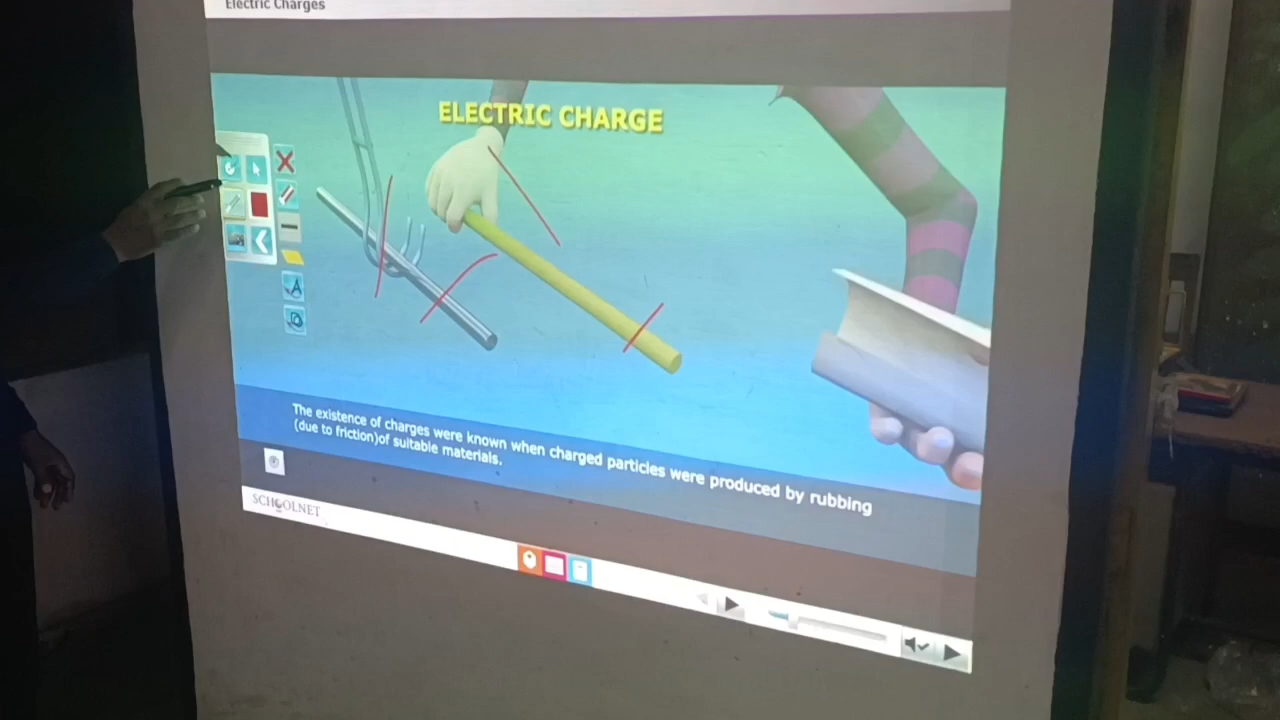 Electric Charges
ELECTRIC CHARGE
A
The existence of charges were known when charged particles were produced by rubbing
(due to friction)of suitable materials.
SCHOOLNET